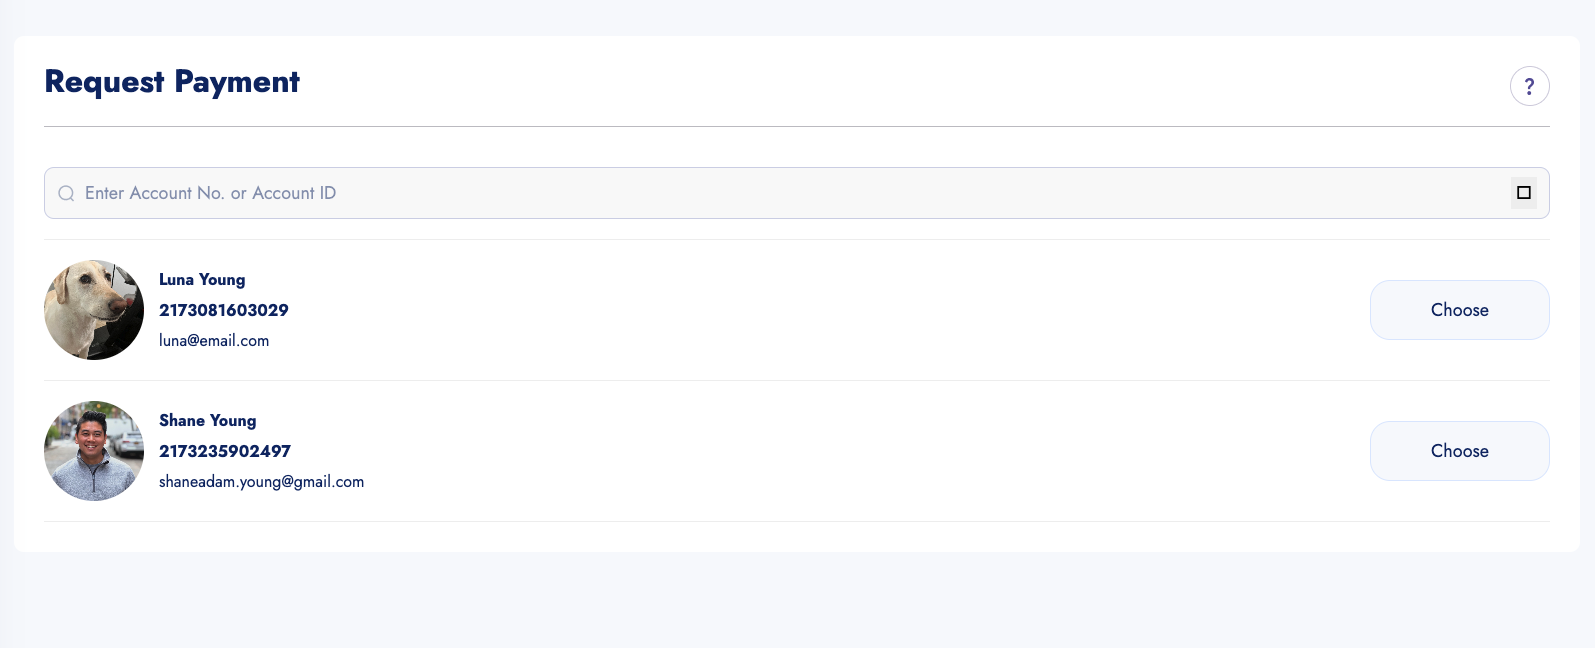 Request Payment
?
Enter Account No. or Account ID
Luna Young
2173081603029
luna@email.com
Choose
Shane Young
2173235902497
shaneadam.young@gmail.com
Choose